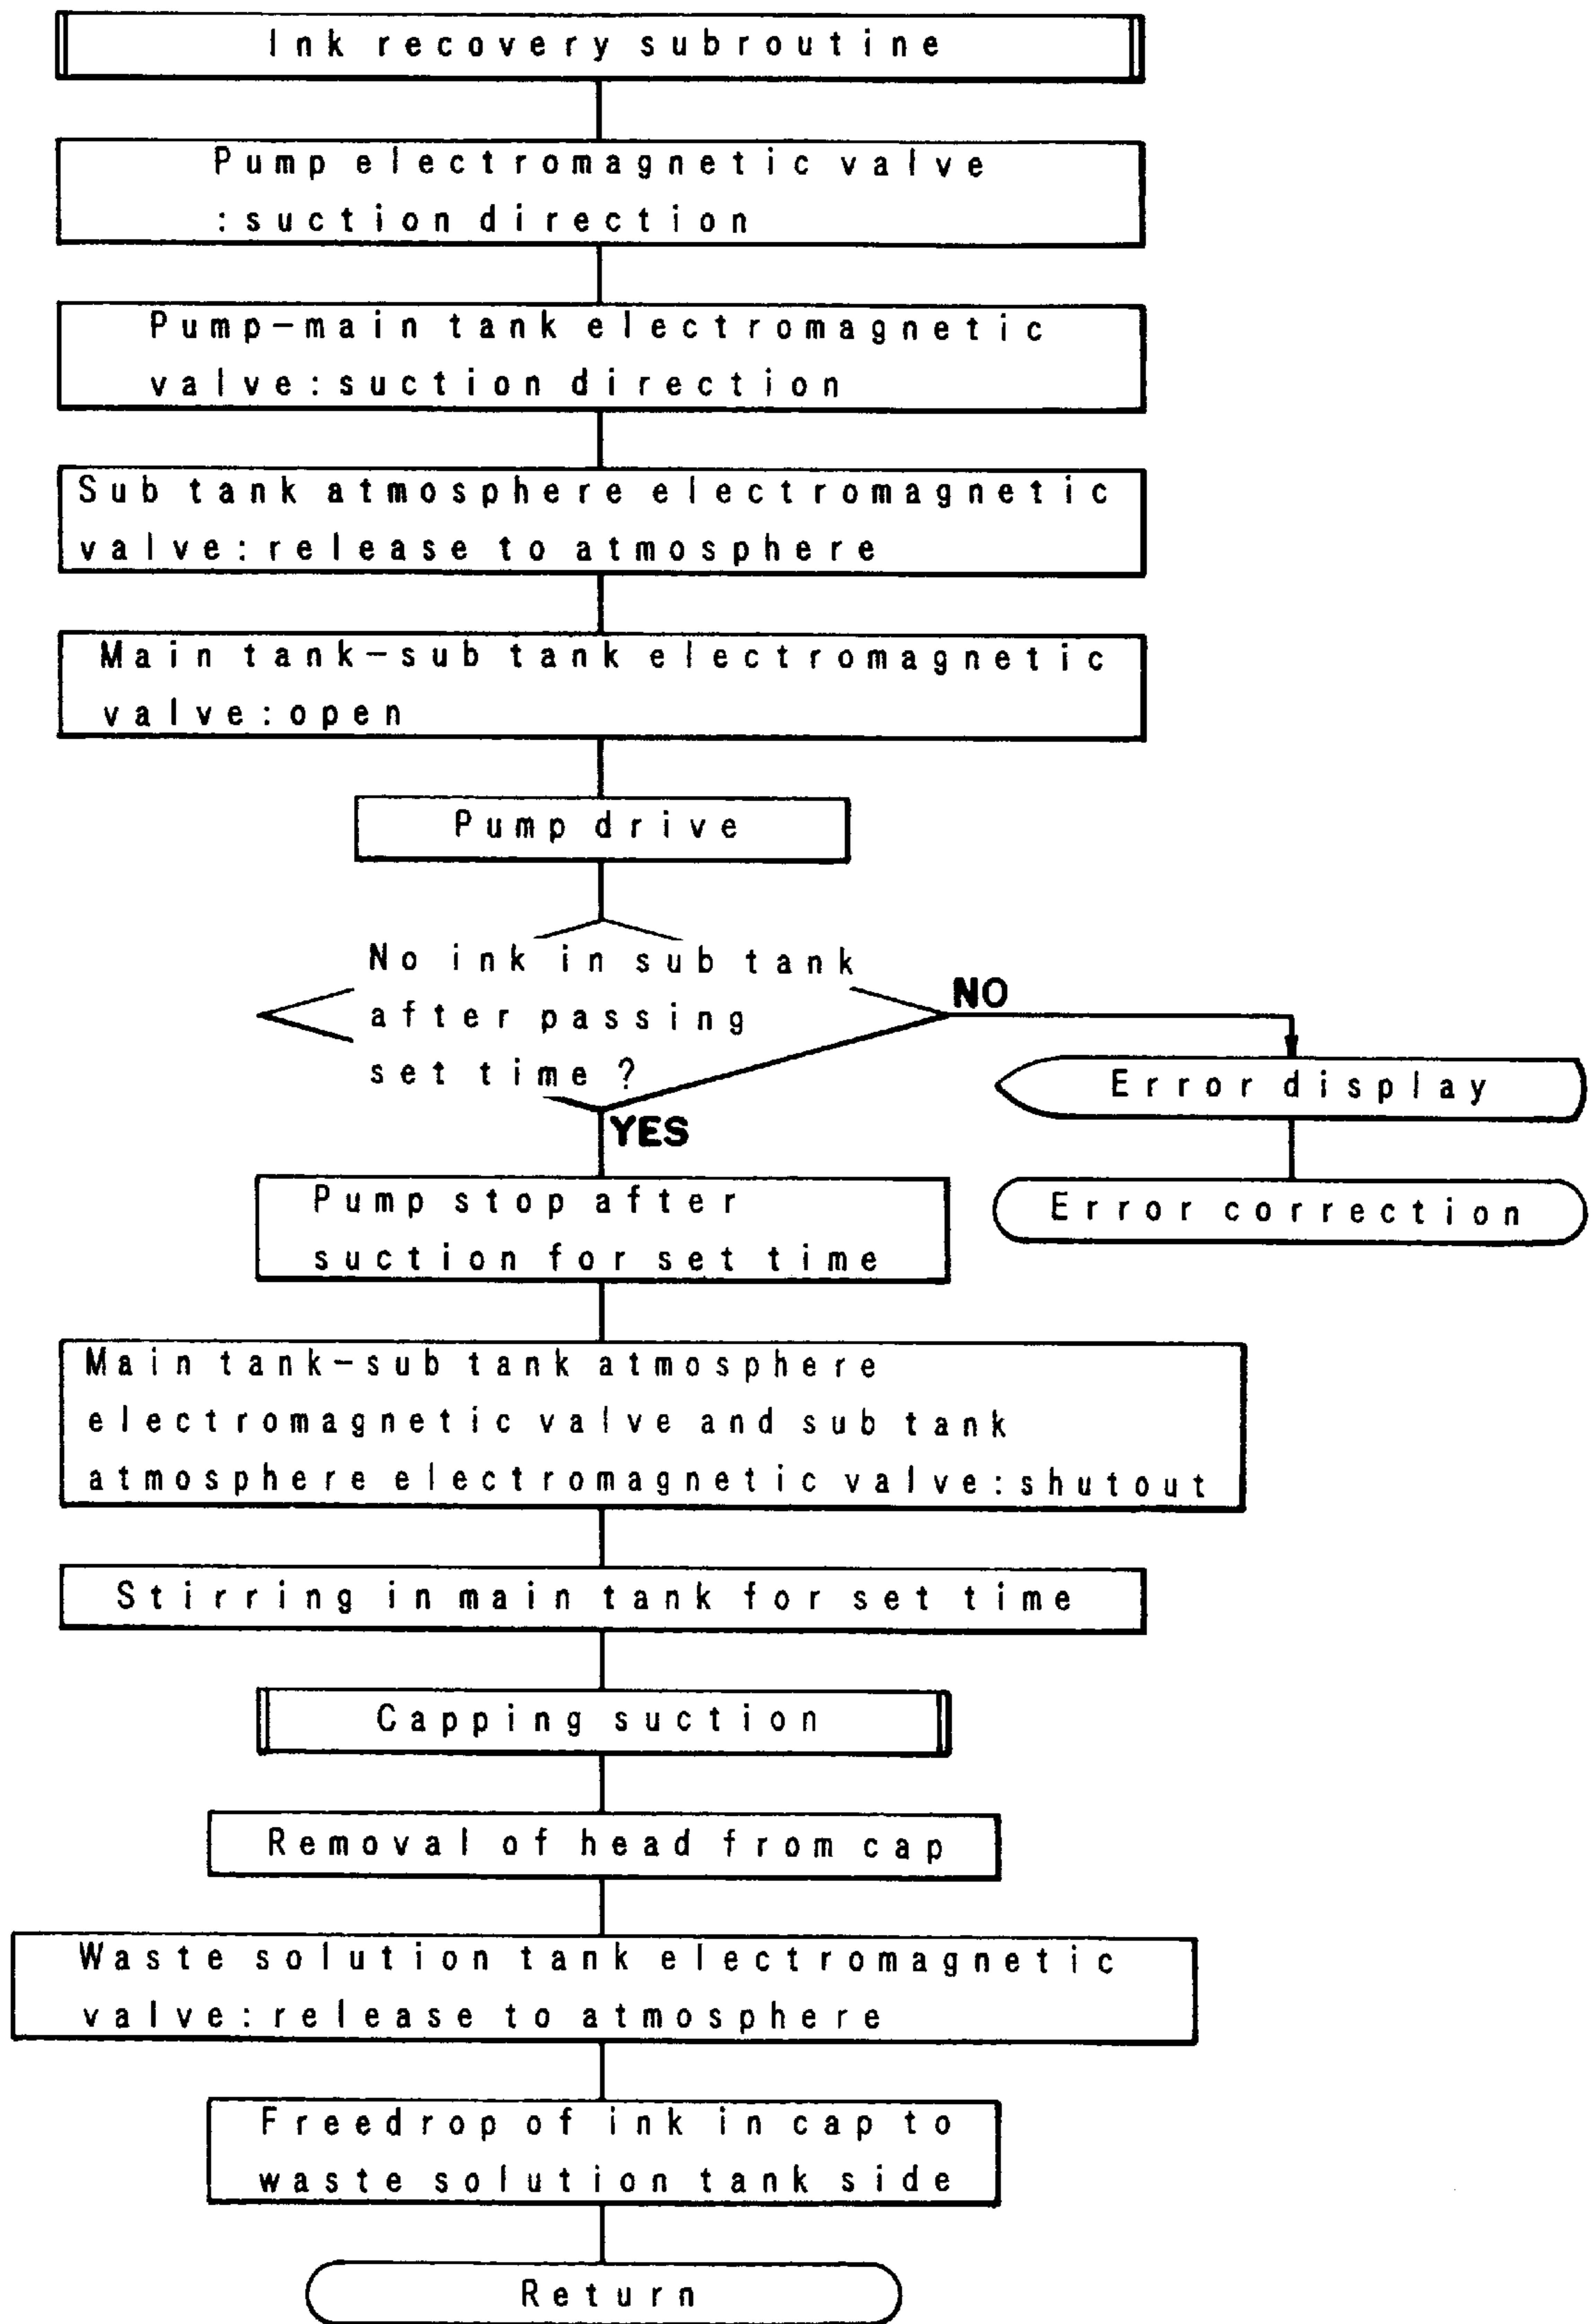 Ink recovery subroutine
Pump electromagnetic valve
:suction direction
Pump-main tank electromagnetic
valve:suction direction
Sub tank atmosphere electromagnetic
valve:release to atmosphere
Main tank-sub tank electromagnetic
valve:open
Pump drive
No ink in sub tank
after passing
set time ?
NO
Error display
YES
Error correction
Pump stop after
suction for set time
Main tank-sub tank atmosphere
electromagnetic valve and sub tank
atmosphere electromagnetic valve:shutout
Stirring in main tank for set time
Capping suction
Removal of head from cap
Waste solution tank electromagnetic
valve:release to atmosphere
Freedrop of ink in cap to
waste solution tank side
Return